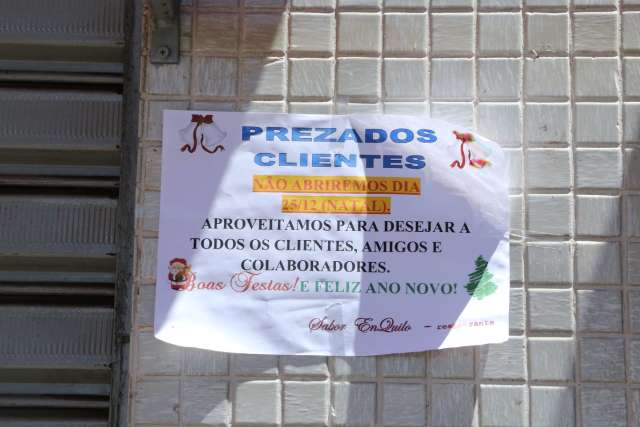 PREZADOS
CLIENTES
NÃO ABRIREMOS DIA
25/12 (NATAL).
APROVEITAMOS PARA DESEJAR A
TODOS OS CLIENTES, AMIGOS E
COLABORADORES.
Boas Festas! E FELIZ ANO NOVO!
Sabor EnQuilo - restaurante